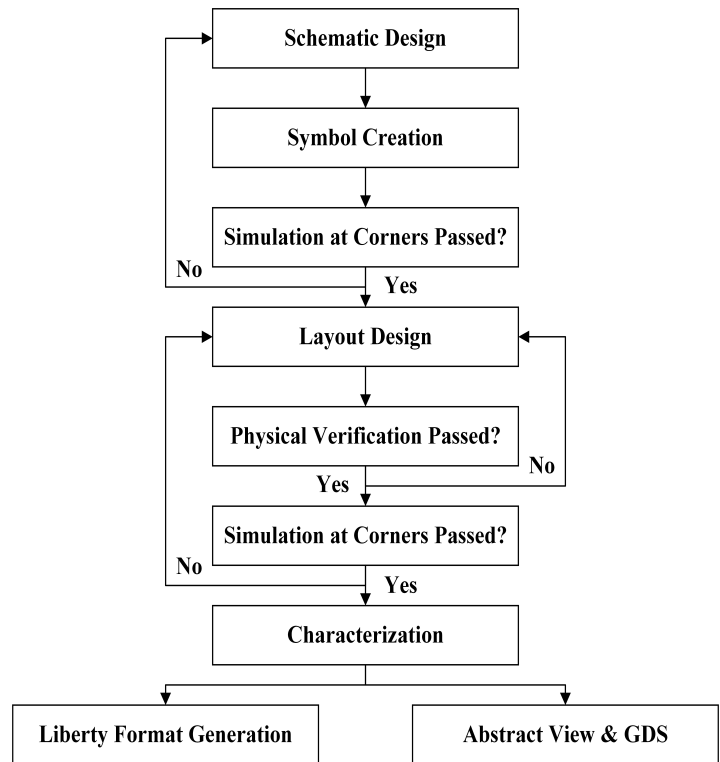 Schematic Design
Symbol Creation
Simulation at Corners Passed?
No
Yes
Layout Design
Physical Verification Passed?
No
Yes
Simulation at Corners Passed?
No
Yes
Characterization
Liberty Format Generation
Abstract View & GDS